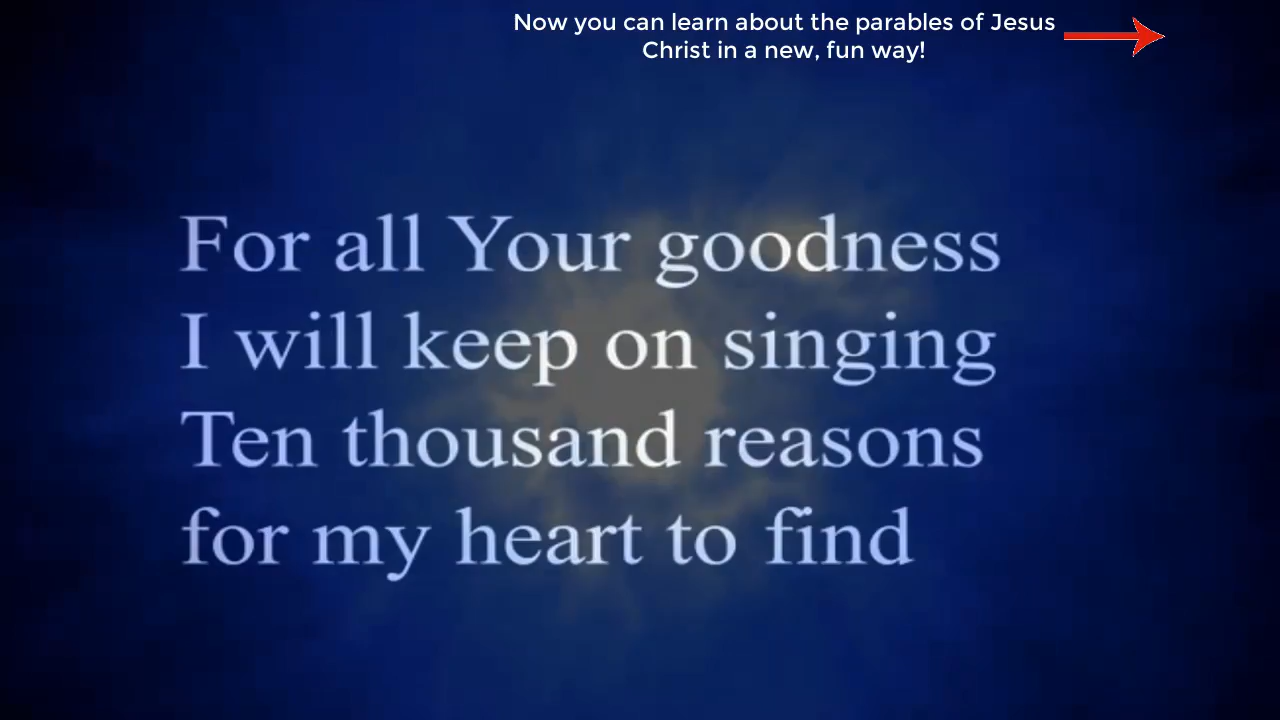 Now you can learn about the parables of Jesus
Christ in a new, fun way!
For all Your goodness
I will keep on singing
Ten thousand reasons
for my heart to find